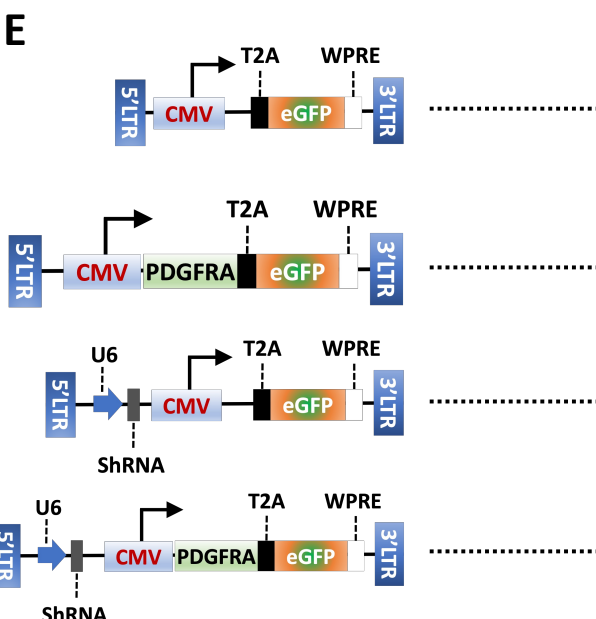 E
T2A WPRE
5'LTR CMV eGFP 3'LTR
T2A WPRE
5'LTR CMV PDGFRA eGFP 3'LTR
U6 T2A WPRE
5'LTR CMV eGFP 3'LTR
ShRNA
U6 T2A WPRE
5'LTR CMV PDGFRA eGFP 3'LTR
ShRNA